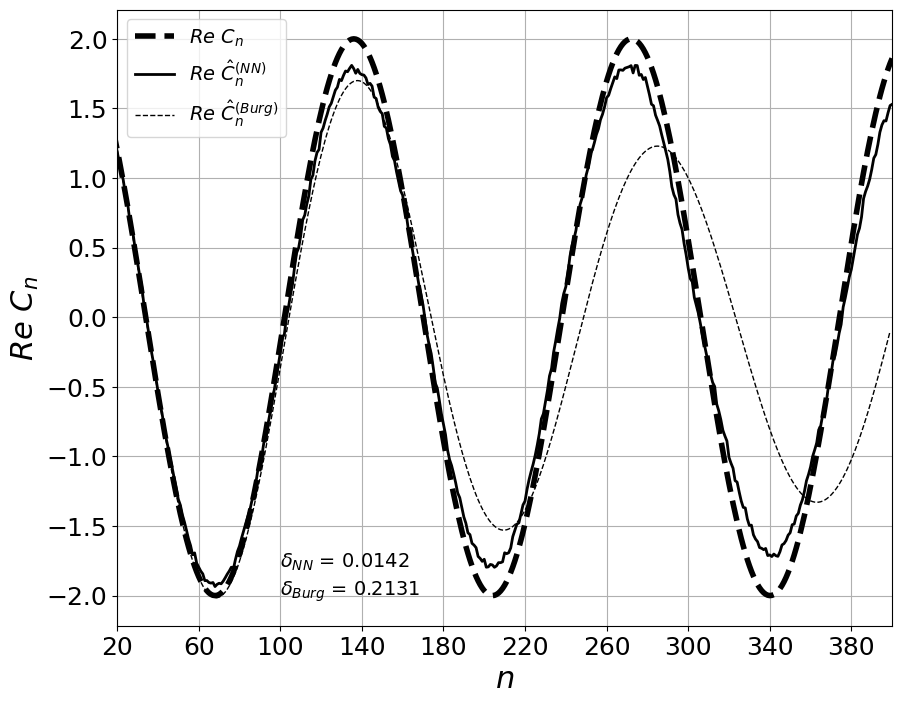 Re C_n
Re Ĉ_n^(NN)
Re Ĉ_n^(Burg)
2.0
1.5
1.0
0.5
0.0
−0.5
−1.0
−1.5
−2.0
Re C_n
δ_NN = 0.0142
δ_Burg = 0.2131
20 60 100 140 180 220 260 300 340 380
n